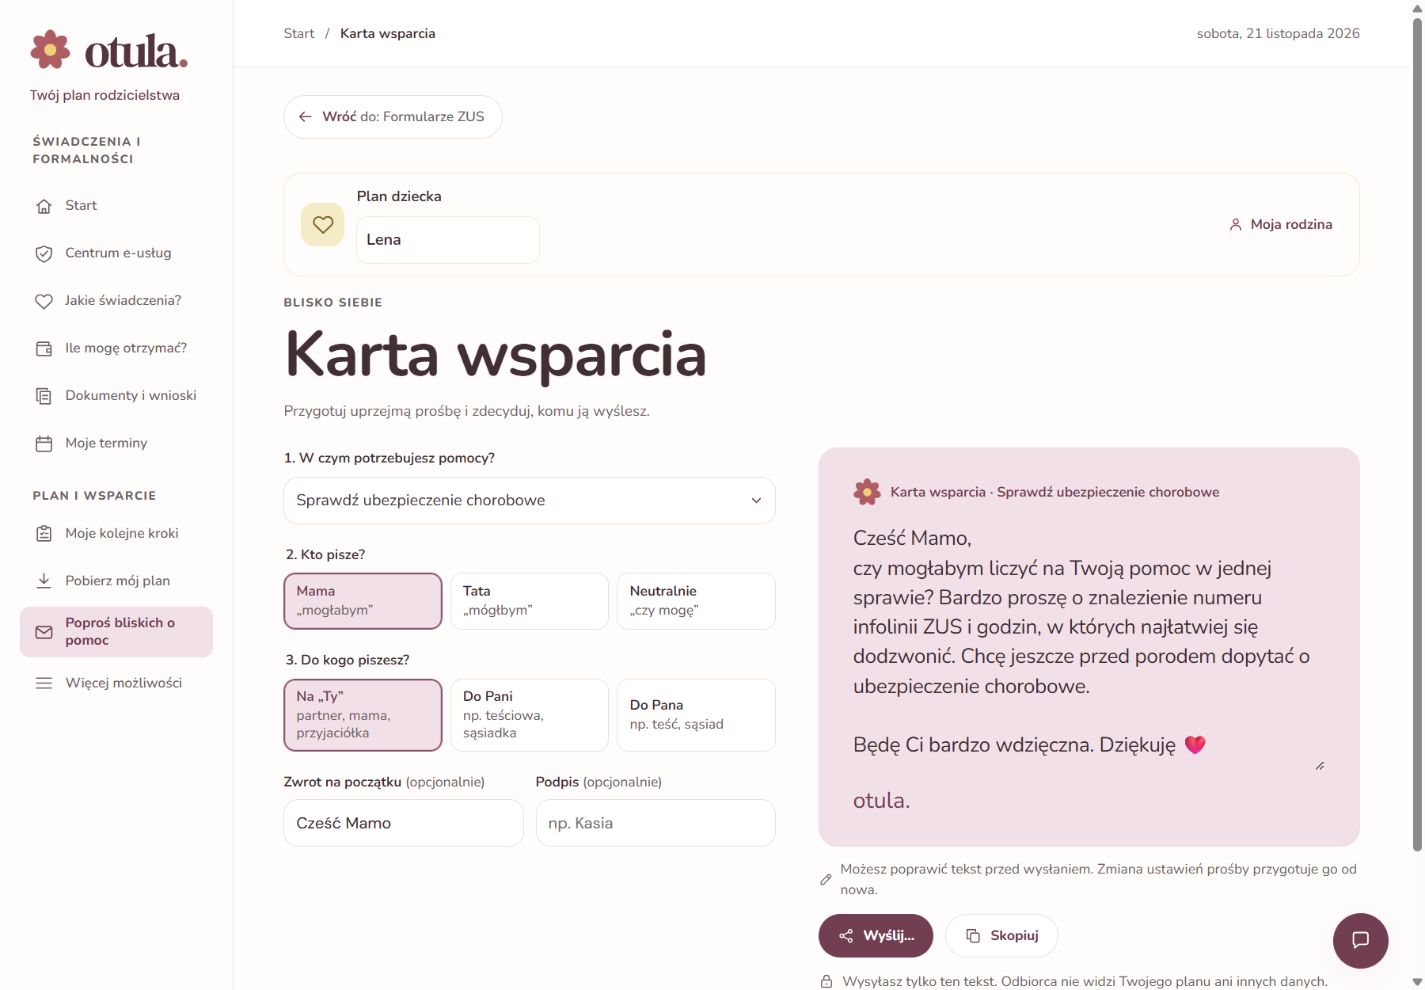 otula.
Twój plan rodzicielstwa
ŚWIADCZENIA I
FORMALNOŚCI
Start
Centrum e-usług
Jakie świadczenia?
Ile mogę otrzymać?
Dokumenty i wnioski
Moje terminy
PLAN I WSPARCIE
Moje kolejne kroki
Pobierz mój plan
Poproś bliskich o
pomoc
Więcej możliwości
Start / Karta wsparcia
sobota, 21 listopada 2026
Wróć do: Formularze ZUS
Plan dziecka
Lena
Moja rodzina
BLISKO SIEBIE
Karta wsparcia
Przygotuj uprzejmą prośbę i zdecyduj, komu ją wyślesz.
1. W czym potrzebujesz pomocy?
Sprawdź ubezpieczenie chorobowe
2. Kto pisze?
Mama
„mogłabym”
Tata
„mógłbym”
Neutralnie
„czy mogę”
3. Do kogo piszesz?
Na „Ty”
partner, mama,
przyjaciółka
Do Pani
np. teściowa,
sąsiadka
Do Pana
np. teść, sąsiad
Zwrot na początku (opcjonalnie)
Cześć Mamo
Podpis (opcjonalnie)
np. Kasia
Karta wsparcia · Sprawdź ubezpieczenie chorobowe
Cześć Mamo,
czy mogłabym liczyć na Twoją pomoc w jednej
sprawie? Bardzo proszę o znalezienie numeru
infolinii ZUS i godzin, w których najłatwiej się
dodzwonić. Chcę jeszcze przed porodem dopytać o
ubezpieczenie chorobowe.
Będę Ci bardzo wdzięczna. Dziękuję 💗
otula.
Możesz poprawić tekst przed wysłaniem. Zmiana ustawień prośby przygotuje go od
nowa.
Wyślij...
Skopiuj
Wysyłasz tylko ten tekst. Odbiorca nie widzi Twojego planu ani innych danych.